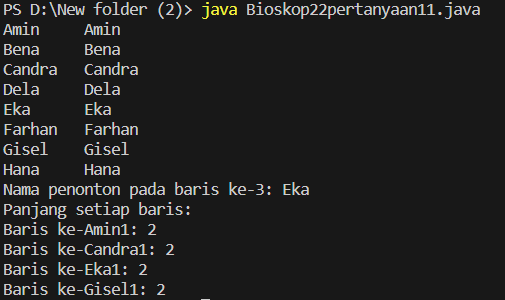 PS D:\New folder (2)> java Bioskop22pertanyaan11.java
Amin    Amin
Bena    Bena
Candra  Candra
Dela    Dela
Eka     Eka
Farhan  Farhan
Gisel   Gisel
Hana    Hana
Nama penonton pada baris ke-3: Eka
Panjang setiap baris:
Baris ke-Amin1: 2
Baris ke-Candra1: 2
Baris ke-Eka1: 2
Baris ke-Gisel1: 2